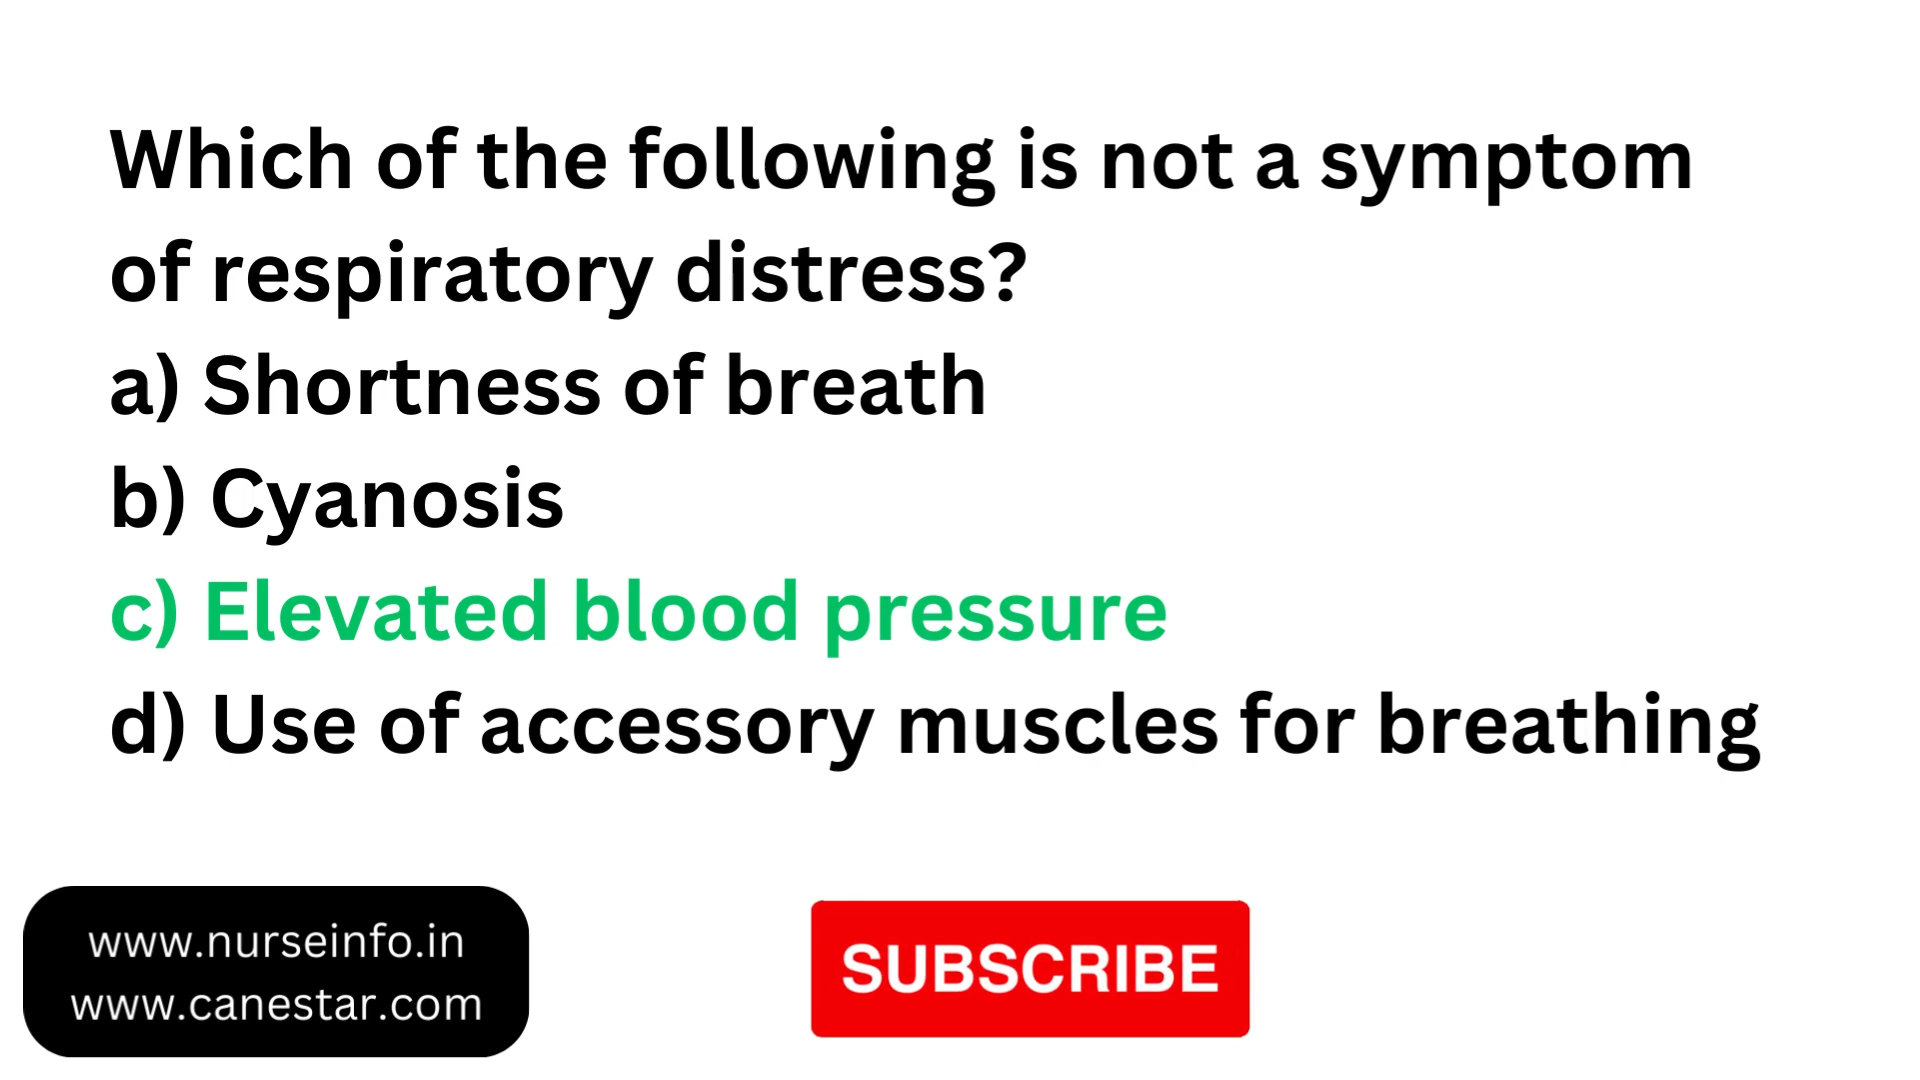 Which of the following is not a symptom
of respiratory distress?
a) Shortness of breath
b) Cyanosis
c) Elevated blood pressure
d) Use of accessory muscles for breathing
www.nurseinfo.in
www.canestar.com
SUBSCRIBE